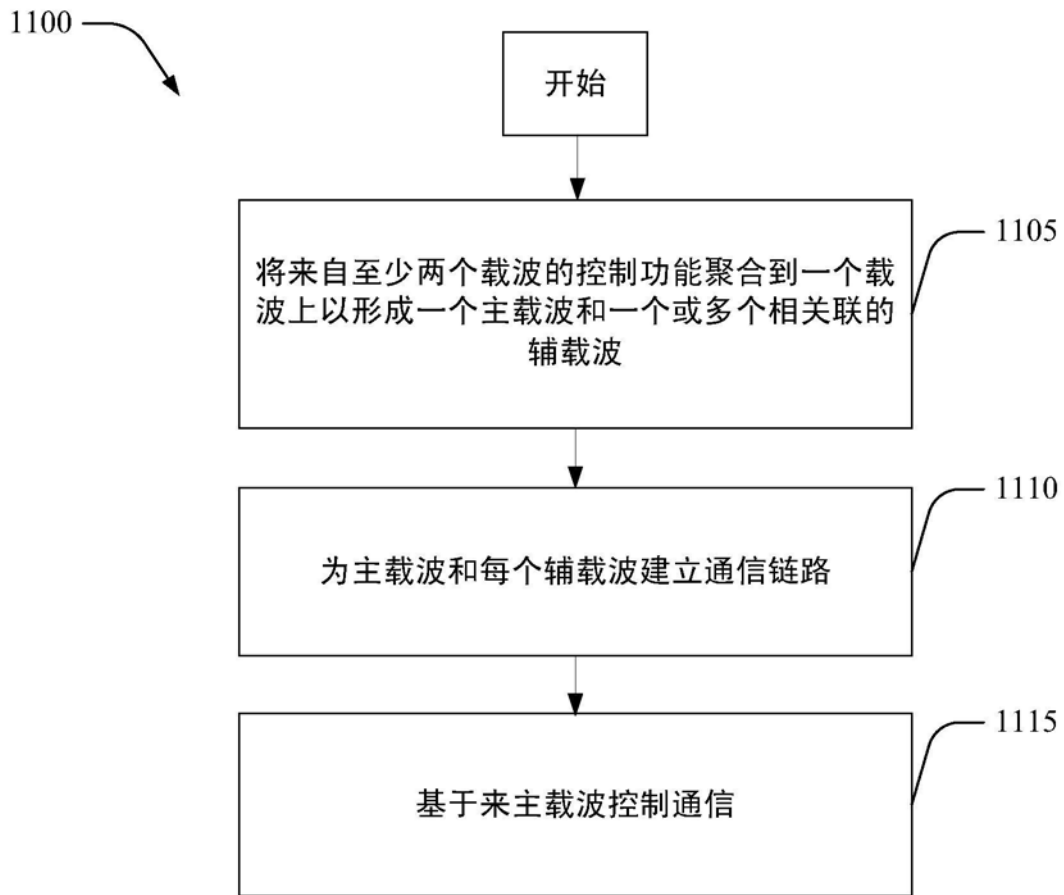 1100
开始
将来自至少两个载波的控制功能聚合到一个载
波上以形成一个主载波和一个或多个相关联的
辅载波
1105
为主载波和每个辅载波建立通信链路
1110
基于来主载波控制通信
1115